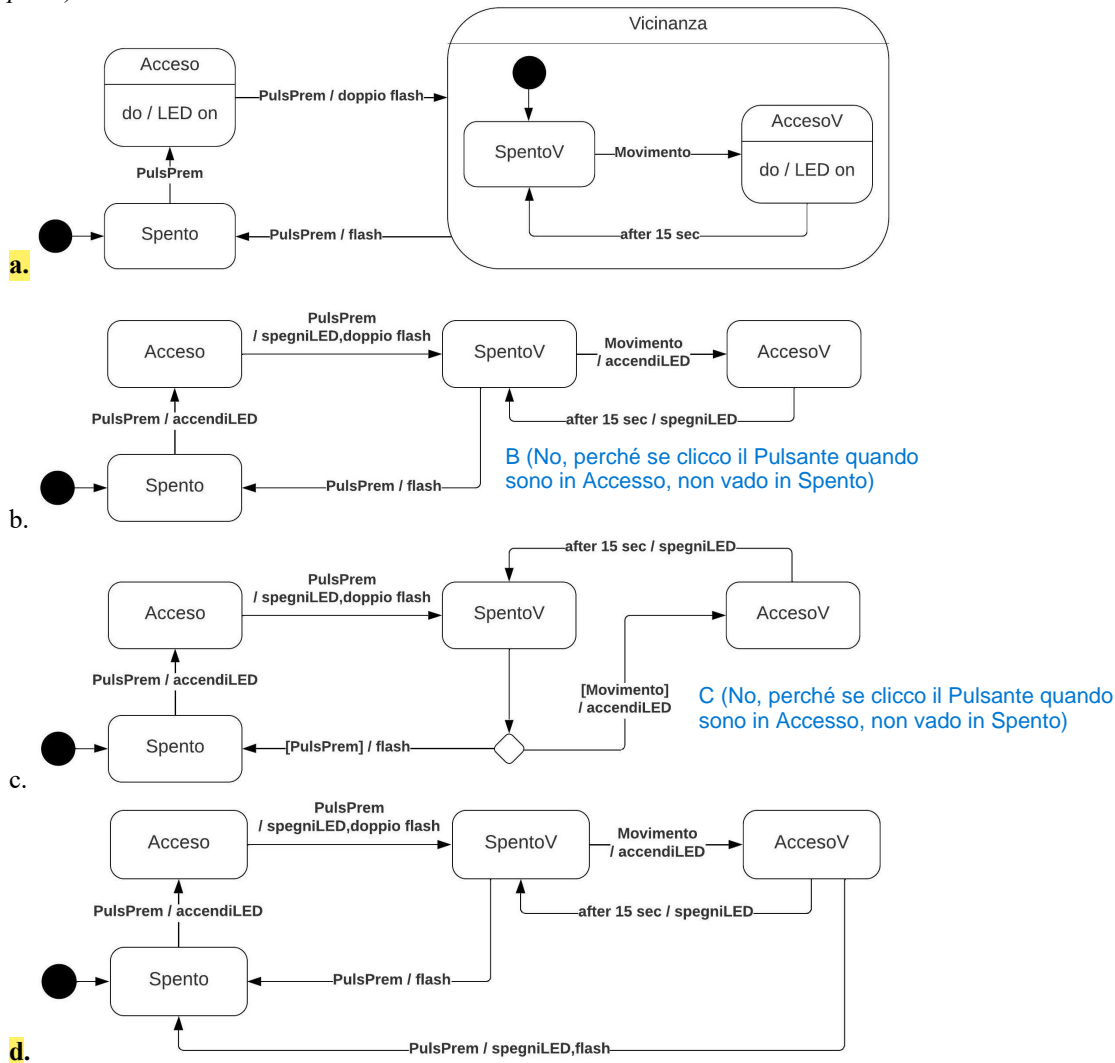 Vicinanza
Acceso
do / LED on
PulsPrem / doppio flash
AccesoV
do / LED on
SpentoV
Movimento
PulsPrem
Spento
PulsPrem / flash
after 15 sec
a.
PulsPrem
/ spegniLED,doppio flash
Acceso
SpentoV
Movimento
/ accendiLED
AccesoV
PulsPrem / accendiLED
after 15 sec / spegniLED
B (No, perché se clicco il Pulsante quando
sono in Accesso, non vado in Spento)
Spento
PulsPrem / flash
b.
after 15 sec / spegniLED
PulsPrem
/ spegniLED,doppio flash
Acceso
SpentoV
AccesoV
PulsPrem / accendiLED
[Movimento]
/ accendiLED
C (No, perché se clicco il Pulsante quando
sono in Accesso, non vado in Spento)
Spento
[PulsPrem] / flash
c.
PulsPrem
/ spegniLED,doppio flash
Acceso
SpentoV
Movimento
/ accendiLED
AccesoV
PulsPrem / accendiLED
after 15 sec / spegniLED
Spento
PulsPrem / flash
PulsPrem / spegniLED,flash
d.